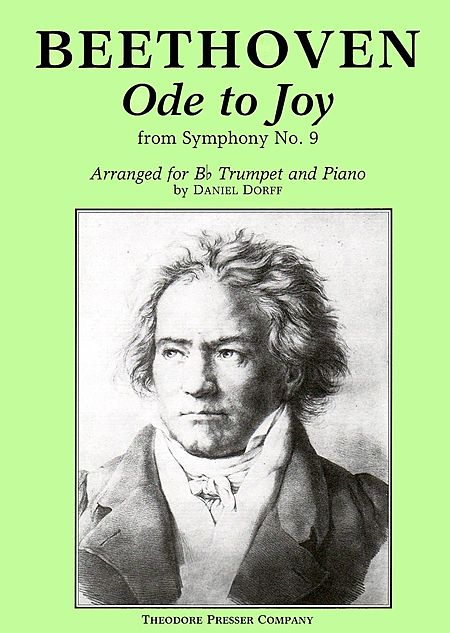 BEETHOVEN
Ode to Joy
from Symphony No. 9
Arranged for B♭ Trumpet and Piano
by DANIEL DORFF
THEODORE PRESSER COMPANY